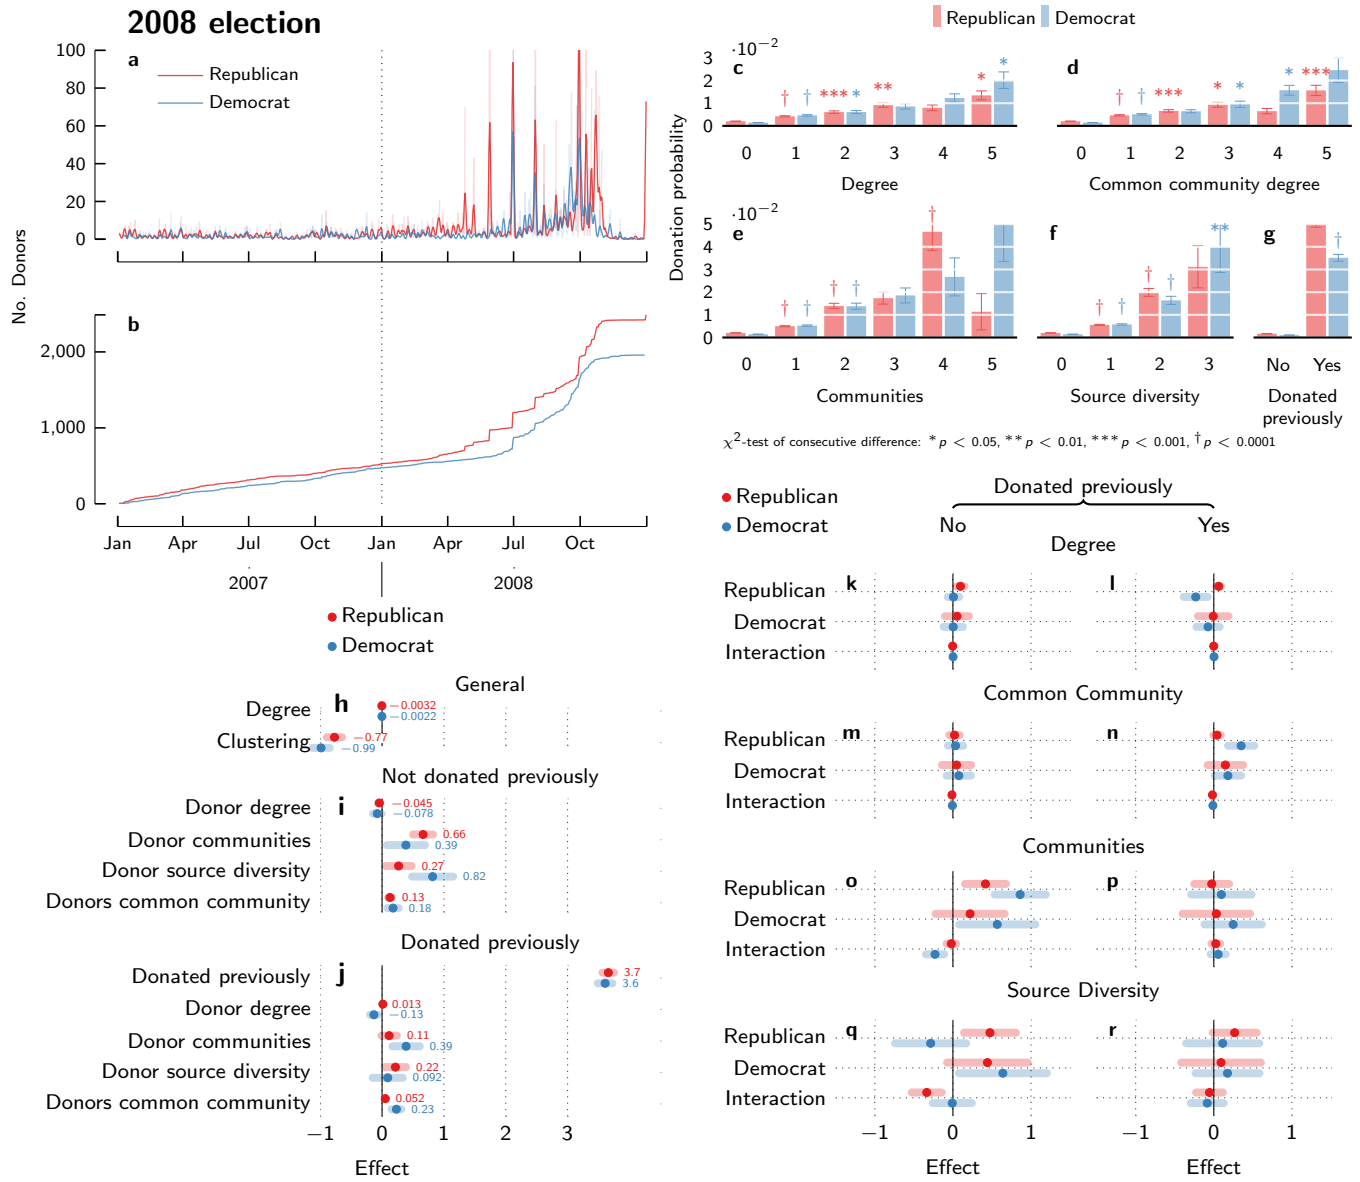 2008 election
No. Donors
a
Republican
Democrat
100
80
60
40
20
0
b
2,000
1,000
0
Jan
Apr
Jul
Oct
Jan
Apr
Jul
Oct
2007
2008
Republican
Democrat
Donation probability
·10−2
c
3
2
1
0
† † *** * ** * *
0 1 2 3 4 5
Degree
d
† † *** * * * ***
0 1 2 3 4 5
Common community degree
·10−2
e
5
4
3
2
1
0
† † † † †
0 1 2 3 4 5
Communities
f
† † † † **
0 1 2 3
Source diversity
g
†
No Yes
Donated
previously
χ2-test of consecutive difference: *p < 0.05, **p < 0.01, ***p < 0.001, †p < 0.0001
Republican
Democrat
General
h
Degree
−0.0032
−0.0022
Clustering
−0.77
−0.99
Not donated previously
i
Donor degree
−0.045
−0.078
Donor communities
0.66
0.39
Donor source diversity
0.27
0.82
Donors common community
0.13
0.18
Donated previously
j
Donated previously
3.7
3.6
Donor degree
0.013
−0.13
Donor communities
0.11
0.39
Donor source diversity
0.22
0.092
Donors common community
0.052
0.23
−1 0 1 2 3
Effect
Republican
Democrat
Donated previously
No Yes
Degree
k l
Republican
Democrat
Interaction
Common Community
m n
Republican
Democrat
Interaction
Communities
o p
Republican
Democrat
Interaction
Source Diversity
q r
Republican
Democrat
Interaction
−1 0 1 −1 0 1
Effect Effect